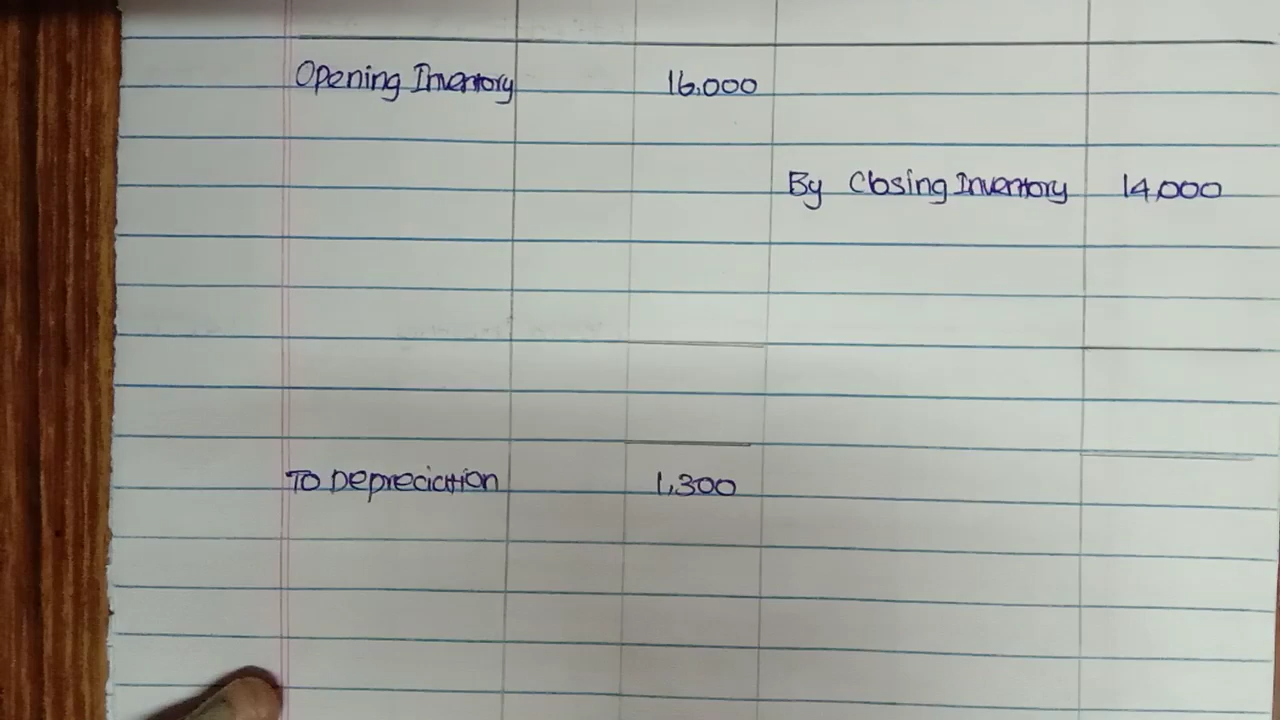 Opening Inventory 16,000
By Closing Inventory 14,000
To Depreciation 1,300